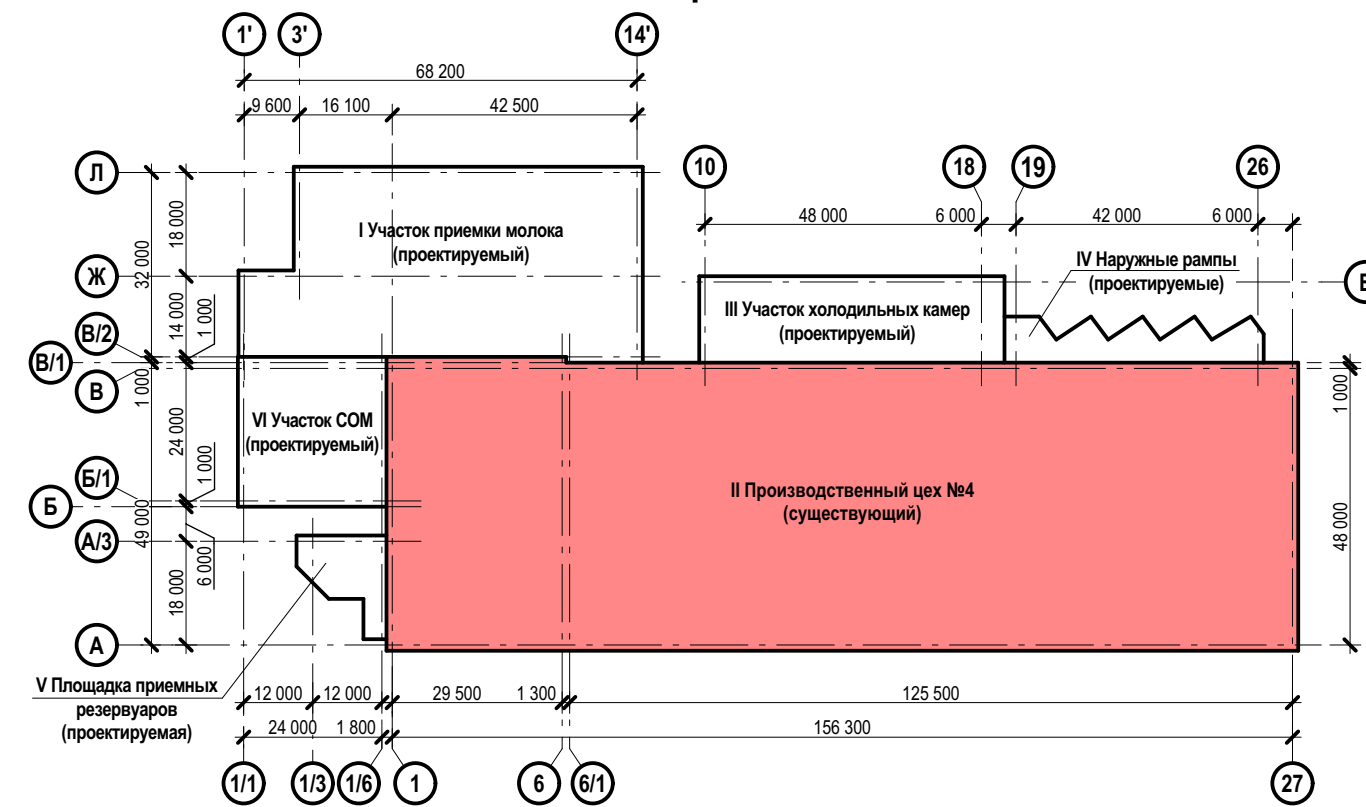 1'
3'
14'
68 200
9 600
16 100
42 500
Л
10
18
19
26
18 000
48 000
6 000
42 000
6 000
I Участок приемки молока
(проектируемый)
32 000
Ж
IV Наружные рампы
(проектируемые)
III Участок холодильных камер
(проектируемый)
14 000
1 000
В/2
В/1
В
1 000
1 000
24 000
VI Участок СОМ
(проектируемый)
1 000
Б/1
Б
II Производственный цех №4
(существующий)
49 000
48 000
А/3
6 000
18 000
А
V Площадка приемных
резервуаров
(проектируемая)
12 000
12 000
29 500
1 300
125 500
24 000
1 800
156 300
1/1
1/3
1/6
1
6
6/1
27